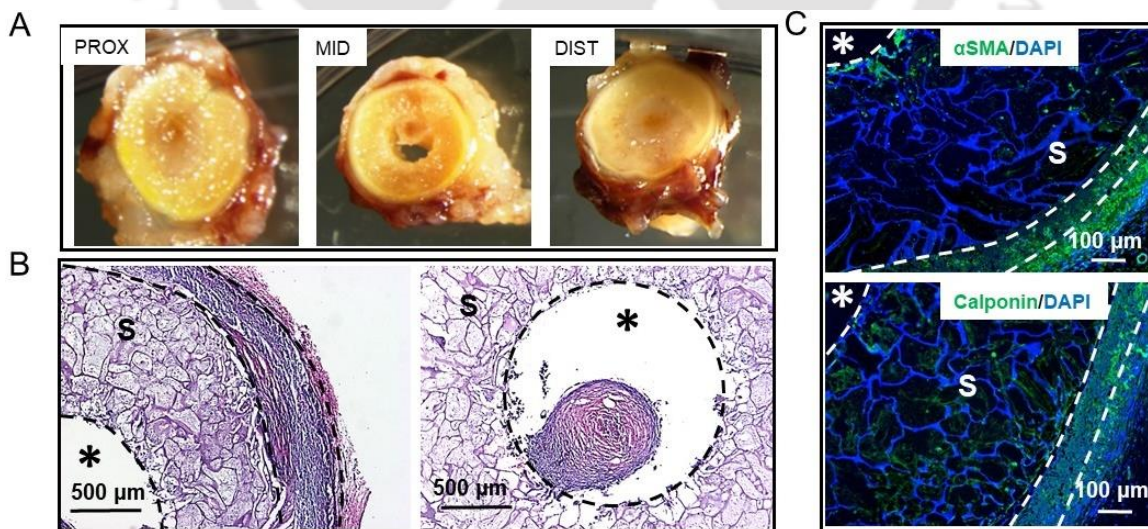 A
PROX
MID
DIST
B
S
*
500 µm
S
*
500 µm
C
*
αSMA/DAPI
S
100 µm
*
Calponin/DAPI
S
100 µm